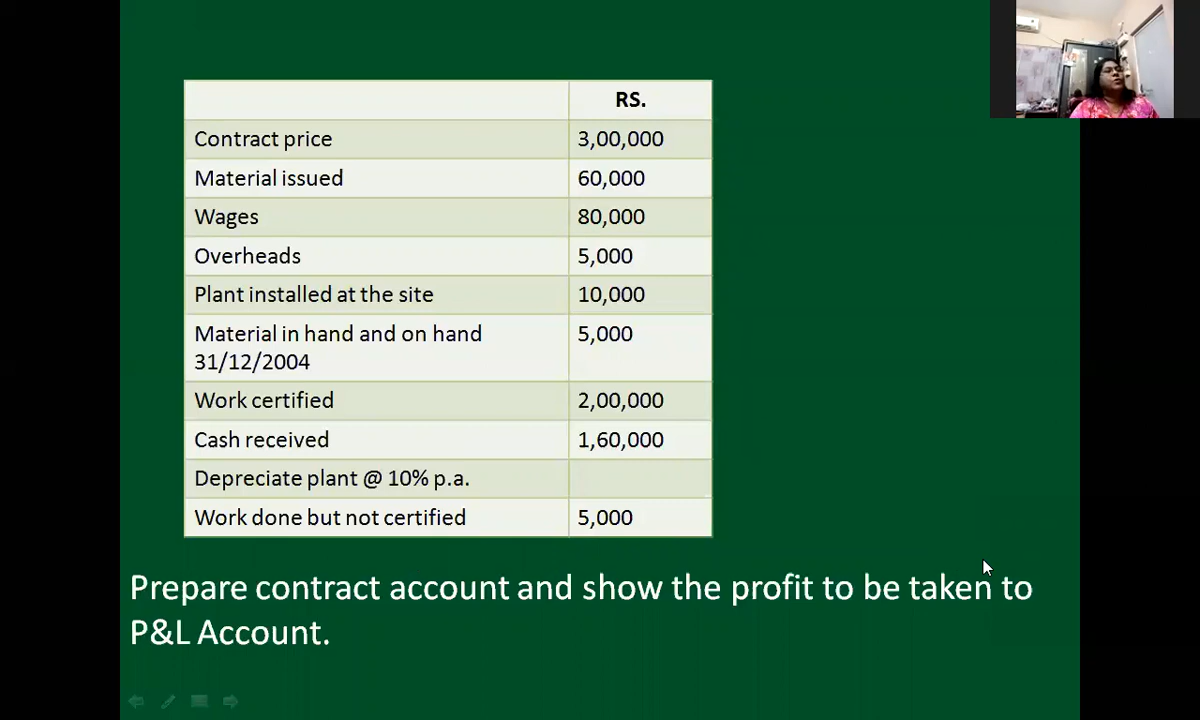 RS.
Contract price 3,00,000
Material issued 60,000
Wages 80,000
Overheads 5,000
Plant installed at the site 10,000
Material in hand and on hand 5,000
31/12/2004
Work certified 2,00,000
Cash received 1,60,000
Depreciate plant @ 10% p.a.
Work done but not certified 5,000
Prepare contract account and show the profit to be taken to
P&L Account.